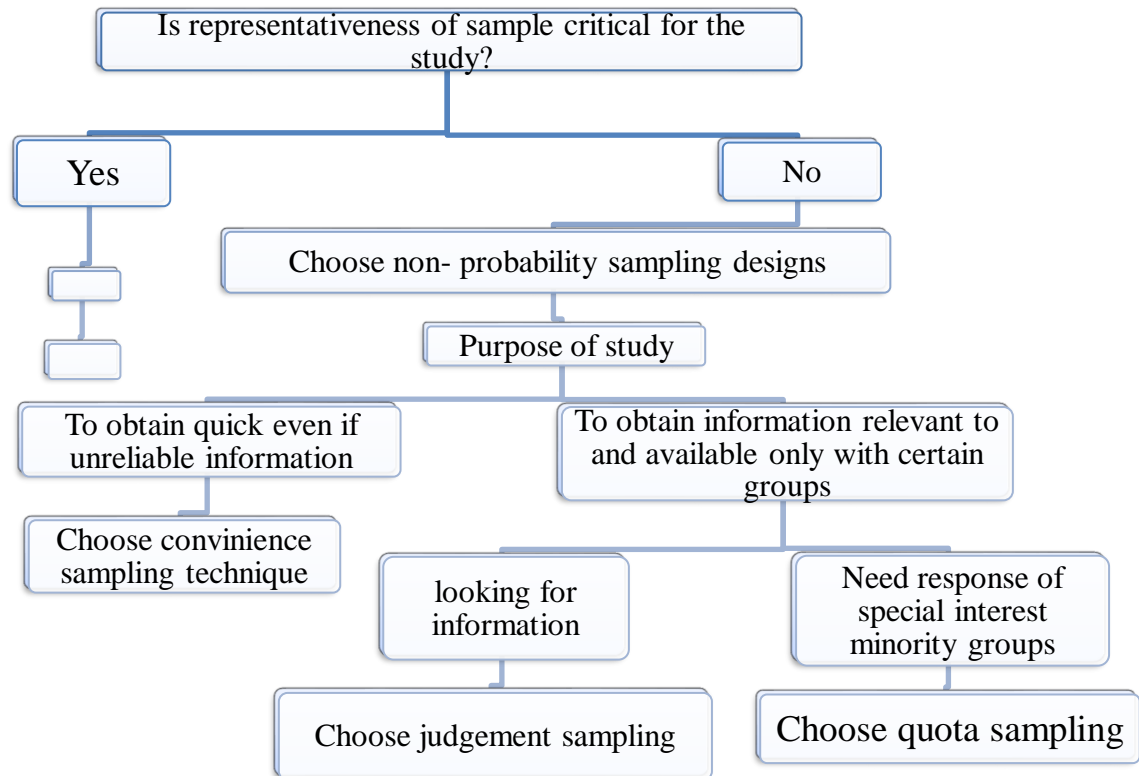 Is representativeness of sample critical for the
study?
Yes
No
Choose non- probability sampling designs
Purpose of study
To obtain quick even if
unreliable information
To obtain information relevant to
and available only with certain
groups
Choose convinience
sampling technique
looking for
information
Need response of
special interest
minority groups
Choose judgement sampling
Choose quota sampling